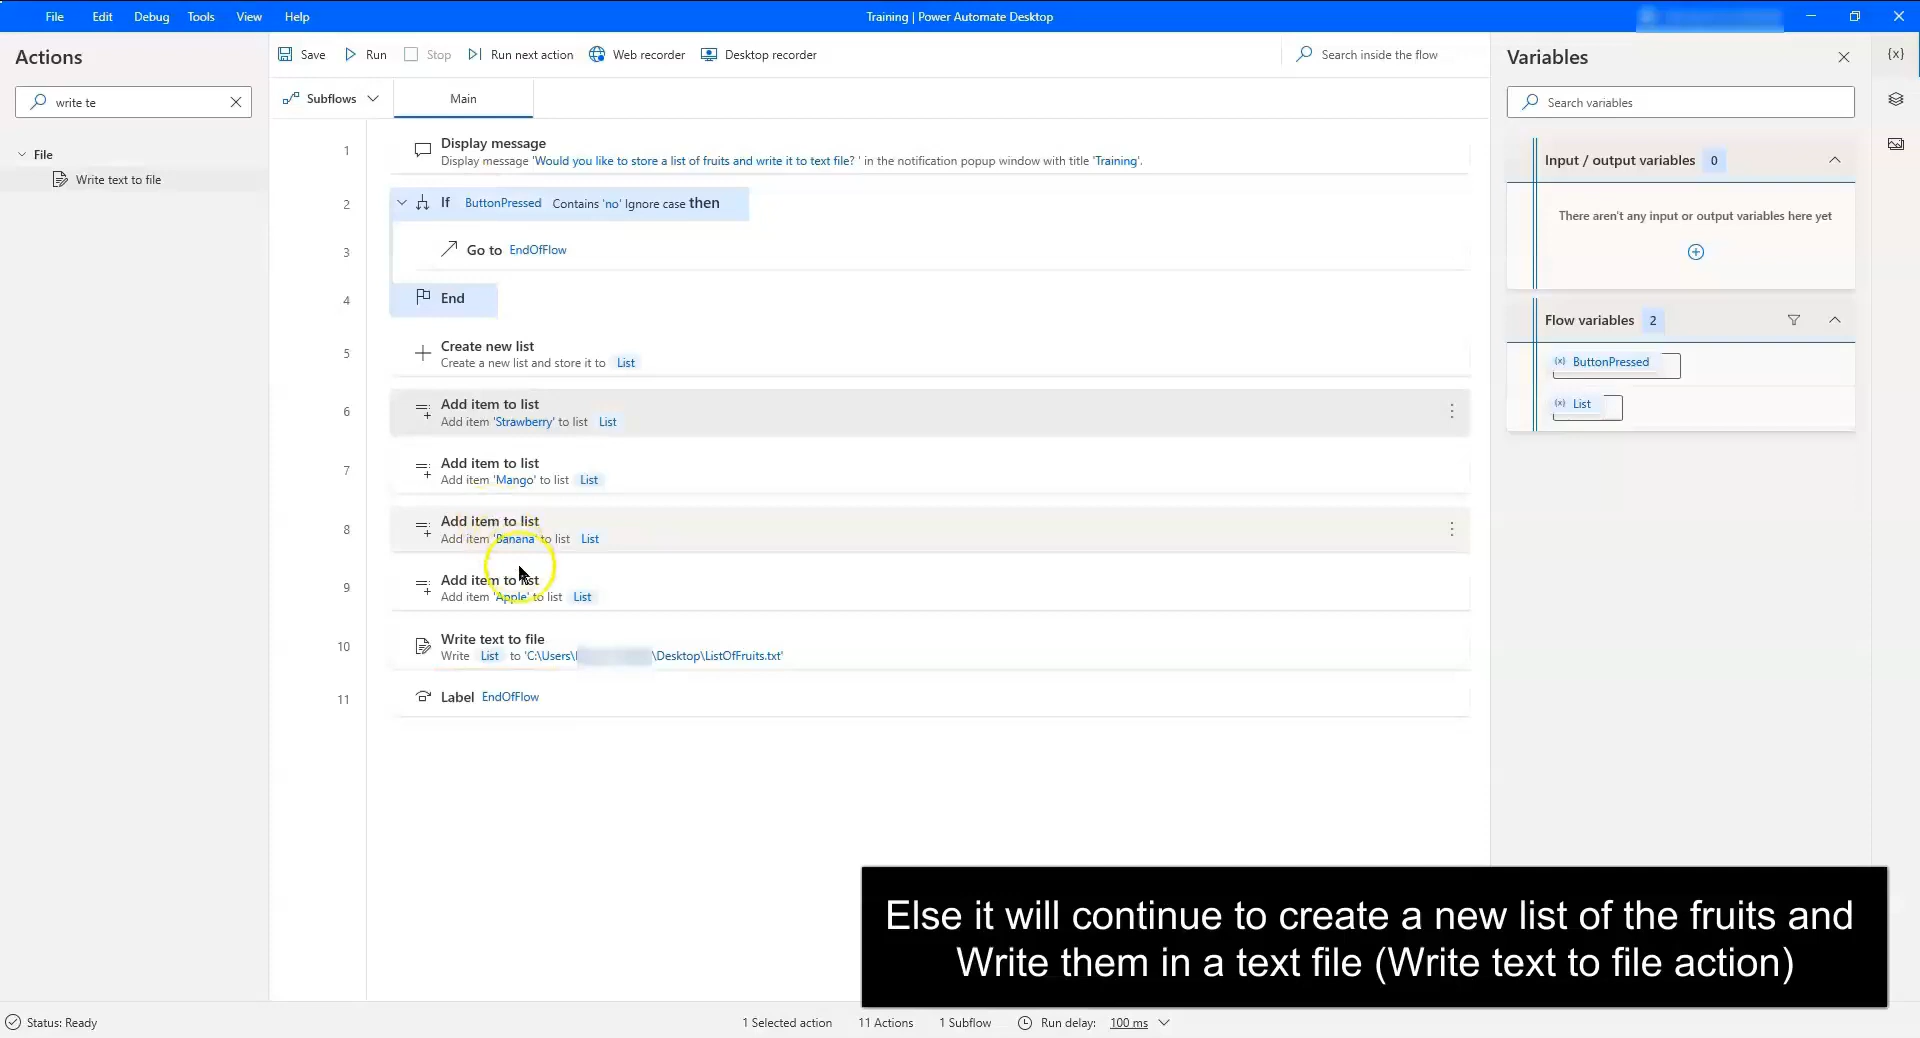 File Edit Debug Tools View Help Training | Power Automate Desktop
Actions
write te
File
Write text to file
Save Run Stop Run next action Web recorder Desktop recorder Search inside the flow
Subflows Main
1 Display message
Display message 'Would you like to store a list of fruits and write it to text file? ' in the notification popup window with title 'Training'.
2 If ButtonPressed Contains 'no' Ignore case then
3 Go to EndOfFlow
4 End
5 Create new list
Create a new list and store it to List
6 Add item to list
Add item 'Strawberry' to list List
7 Add item to list
Add item 'Mango' to list List
8 Add item to list
Add item 'Banana' to list List
9 Add item to list
Add item 'Apple' to list List
10 Write text to file
Write List to 'C:\Users\ \Desktop\ListOfFruits.txt'
11 Label EndOfFlow
Variables
{x}
Search variables
Input / output variables 0
There aren't any input or output variables here yet
Flow variables 2
(x) ButtonPressed
(x) List
Else it will continue to create a new list of the fruits and
Write them in a text file (Write text to file action)
Status: Ready 1 Selected action 11 Actions 1 Subflow Run delay: 100 ms